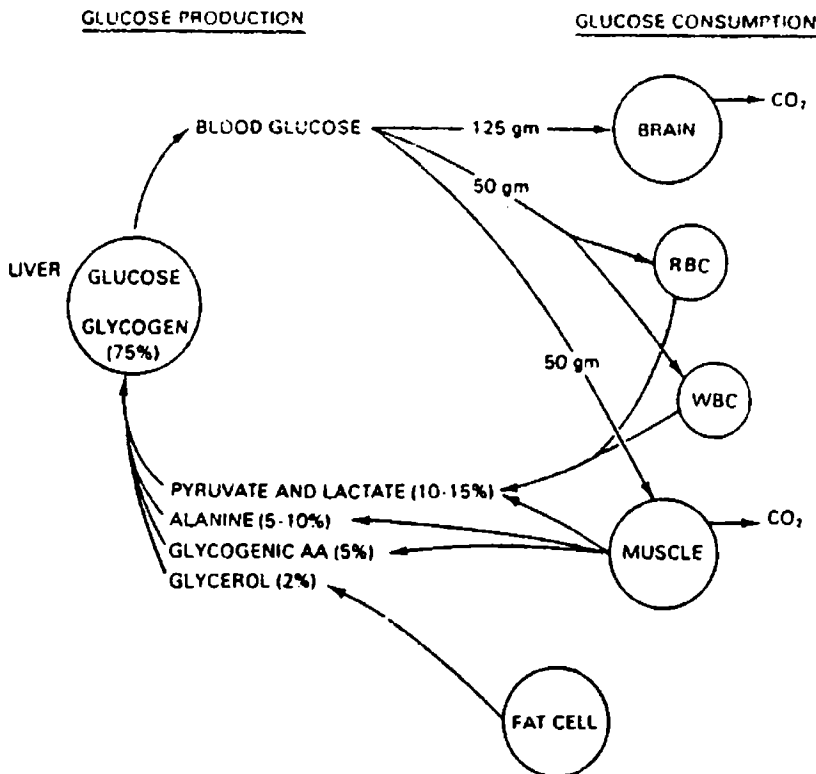 GLUCOSE PRODUCTION
GLUCOSE CONSUMPTION
BLOOD GLUCOSE
125 gm
BRAIN
CO₂
50 gm
RBC
LIVER
GLUCOSE
GLYCOGEN
(75%)
50 gm
WBC
PYRUVATE AND LACTATE (10-15%)
ALANINE (5-10%)
GLYCOGENIC AA (5%)
GLYCEROL (2%)
MUSCLE
CO₂
FAT CELL